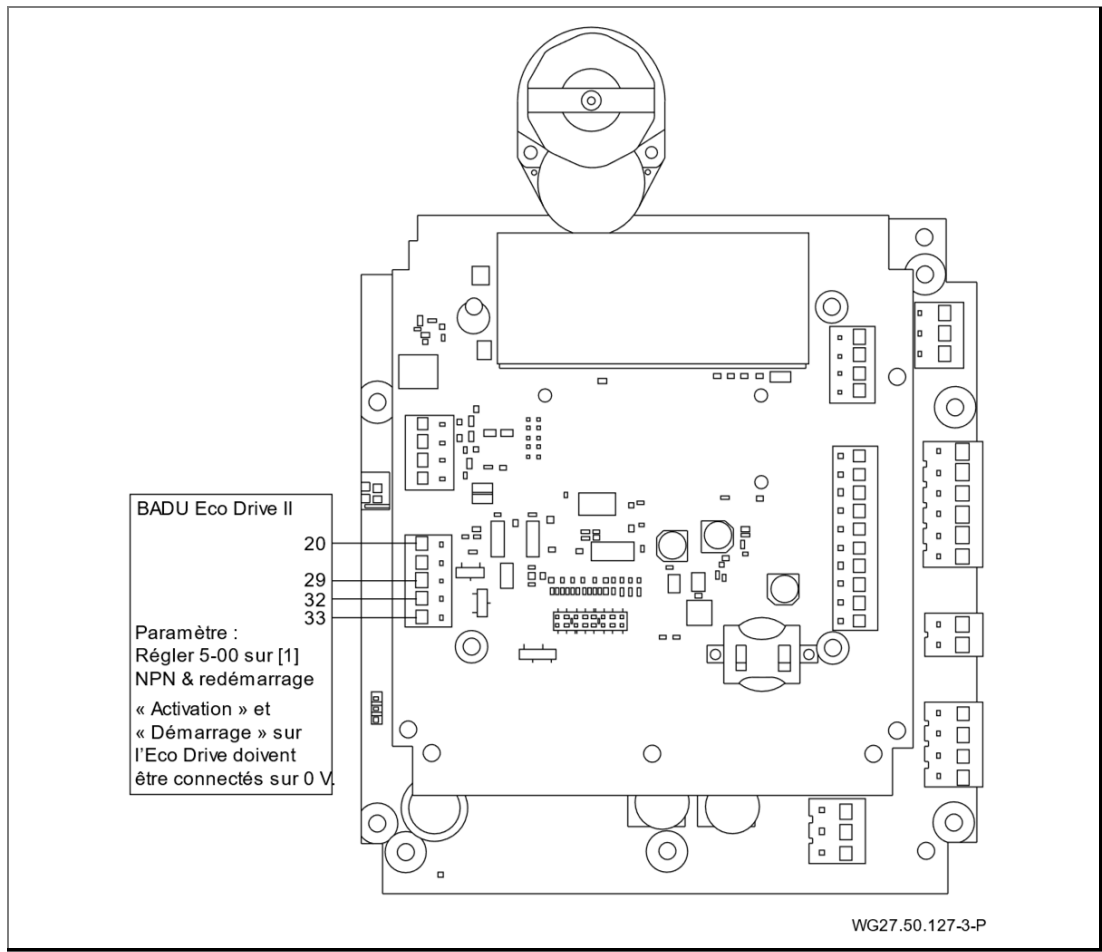 BADU Eco Drive II
20
29
32
33
Paramètre :
Régler 5-00 sur [1]
NPN & redémarrage
« Activation » et
« Démarrage » sur
l'Eco Drive doivent
être connectés sur 0 V.
WG27.50.127-3-P